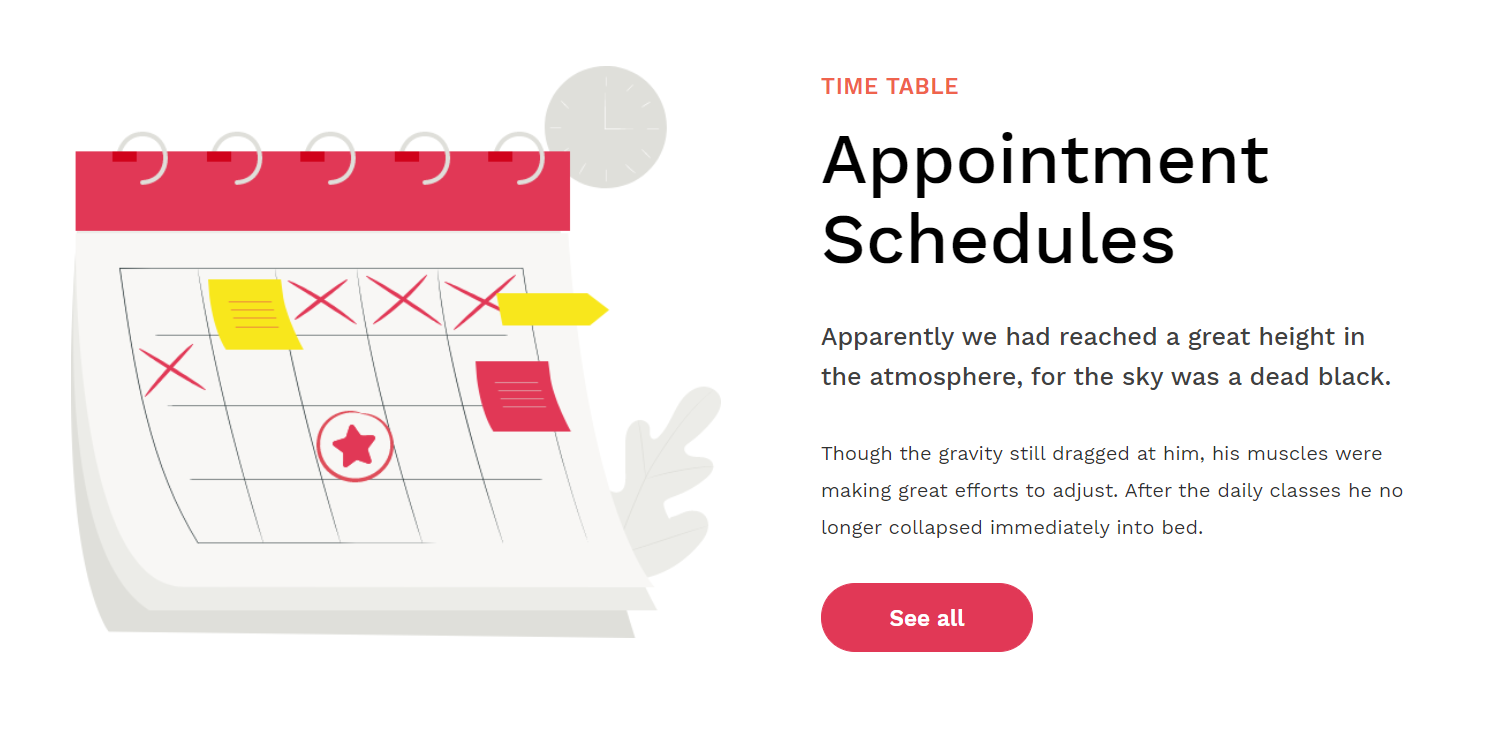 TIME TABLE
Appointment
Schedules
Apparently we had reached a great height in
the atmosphere, for the sky was a dead black.
Though the gravity still dragged at him, his muscles were
making great efforts to adjust. After the daily classes he no
longer collapsed immediately into bed.
See all